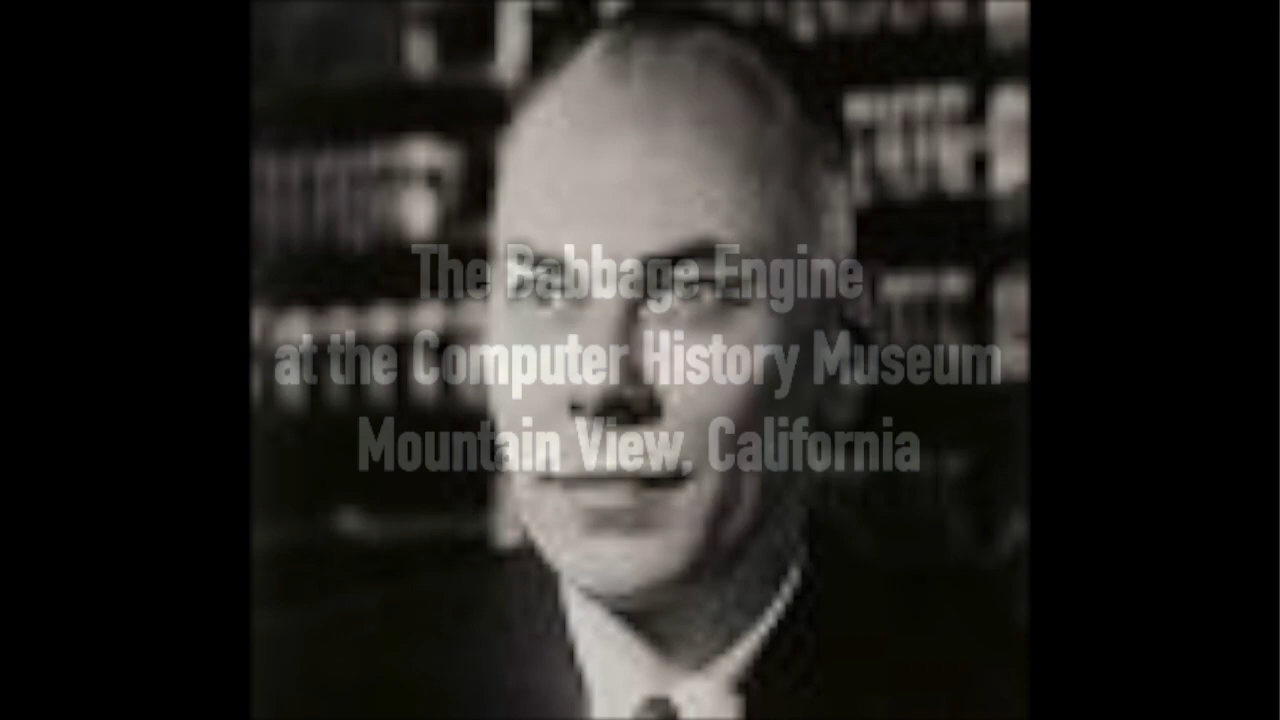 The Babbage Engine
at the Computer History Museum
Mountain View, California